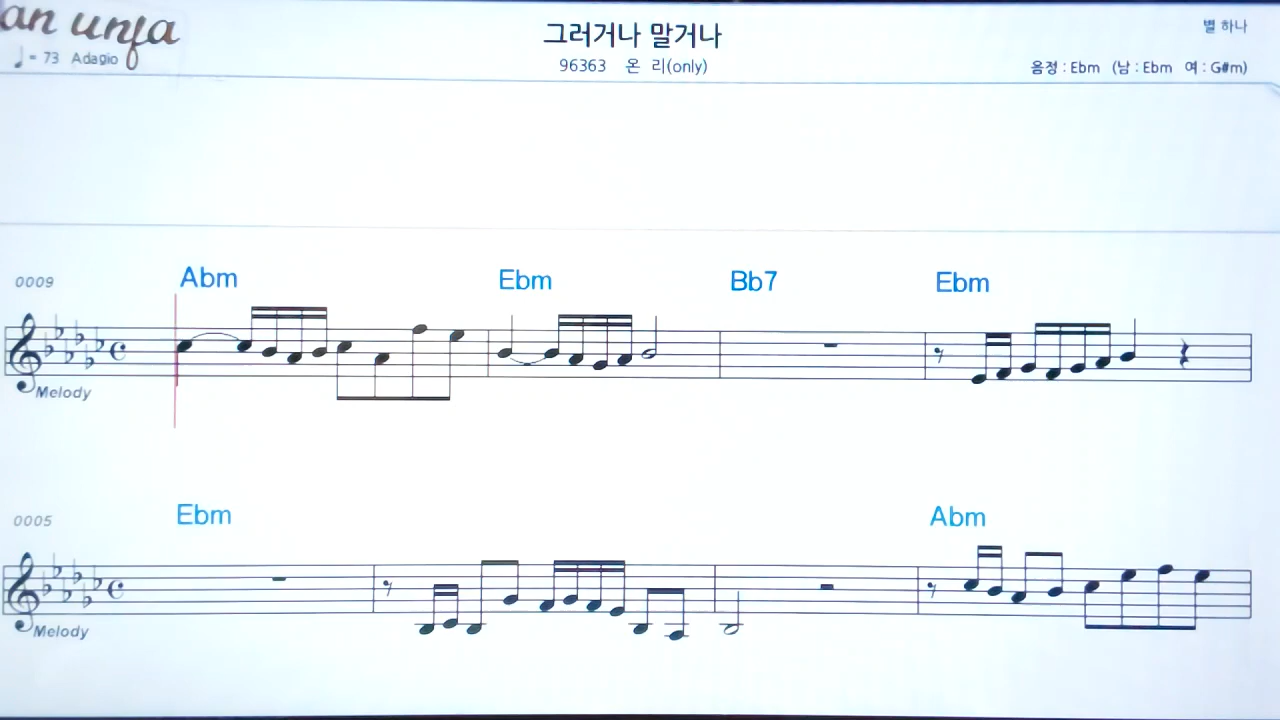 an unfa
그러거나 말거나
별 하나
♩= 73 Adagio
96363 온 리(only)
음정 : Ebm (남 : Ebm 여 : G#m)
0009 Abm Ebm Bb7 Ebm
Melody
0005 Ebm Abm
Melody